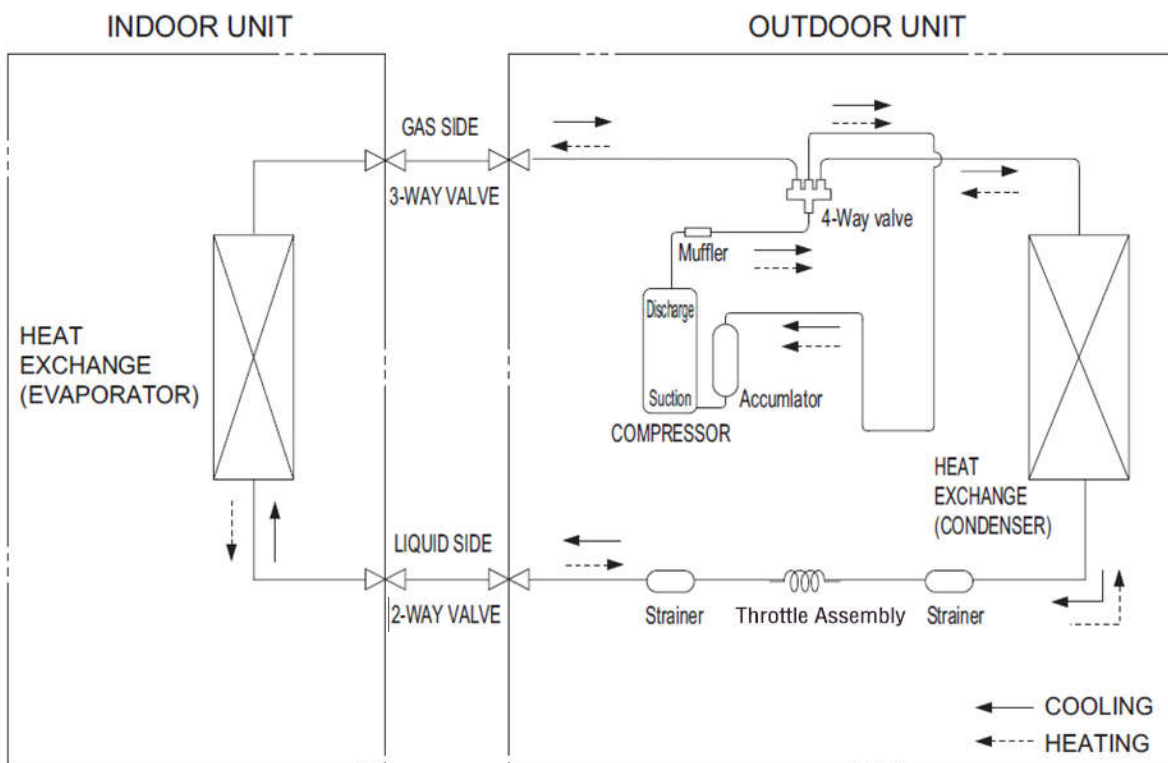 INDOOR UNIT
OUTDOOR UNIT
GAS SIDE
3-WAY VALVE
4-Way valve
Muffler
Discharge
Suction
Accumlator
COMPRESSOR
HEAT
EXCHANGE
(EVAPORATOR)
HEAT
EXCHANGE
(CONDENSER)
LIQUID SIDE
2-WAY VALVE
Strainer
Throttle Assembly
Strainer
COOLING
HEATING